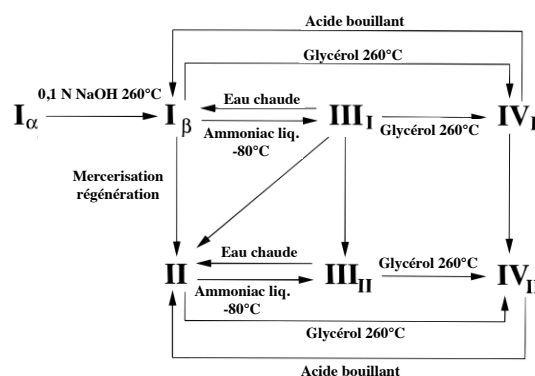 Acide bouillant
Glycérol 260°C
0,1 N NaOH 260°C
Eau chaude
Iα
Iβ
IIII
IVI
Ammoniac liq.
-80°C
Glycérol 260°C
Mercerisation
régénération
Eau chaude
Glycérol 260°C
II
IIIII
IVII
Ammoniac liq.
-80°C
Glycérol 260°C
Acide bouillant